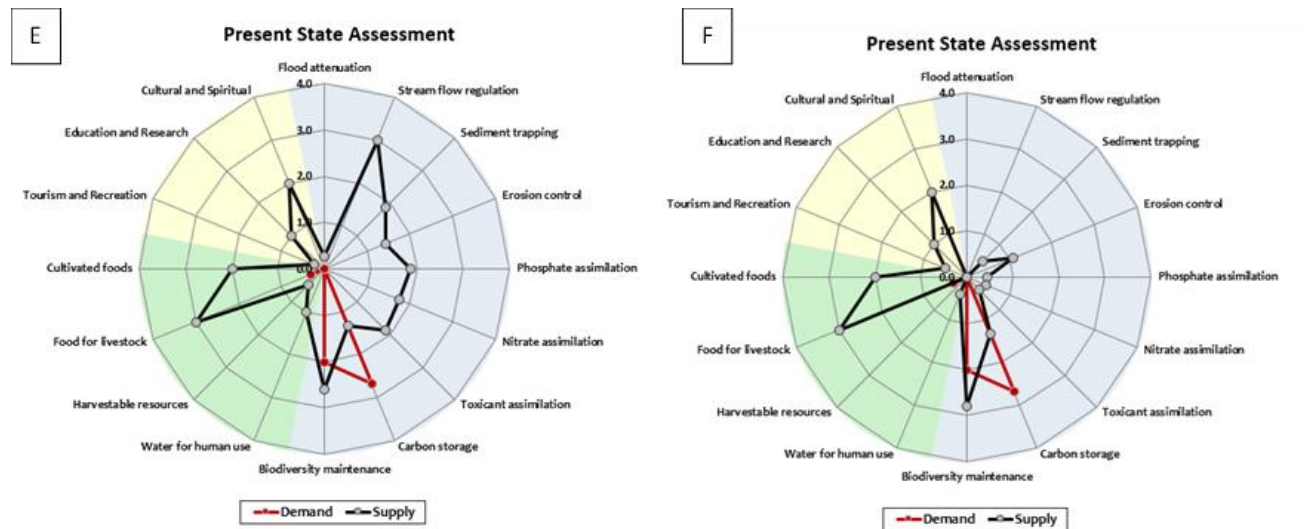 E
Present State Assessment
Flood attenuation
Stream flow regulation
Sediment trapping
Erosion control
Phosphate assimilation
Nitrate assimilation
Toxicant assimilation
Carbon storage
Biodiversity maintenance
Water for human use
Harvestable resources
Food for livestock
Cultivated foods
Tourism and Recreation
Education and Research
Cultural and Spiritual
4.0
3.0
2.0
1.0
0.0
Demand Supply
F
Present State Assessment
Flood attenuation
Stream flow regulation
Sediment trapping
Erosion control
Phosphate assimilation
Nitrate assimilation
Toxicant assimilation
Carbon storage
Biodiversity maintenance
Water for human use
Harvestable resources
Food for livestock
Cultivated foods
Tourism and Recreation
Education and Research
Cultural and Spiritual
4.0
3.0
2.0
1.0
0.0
Demand Supply